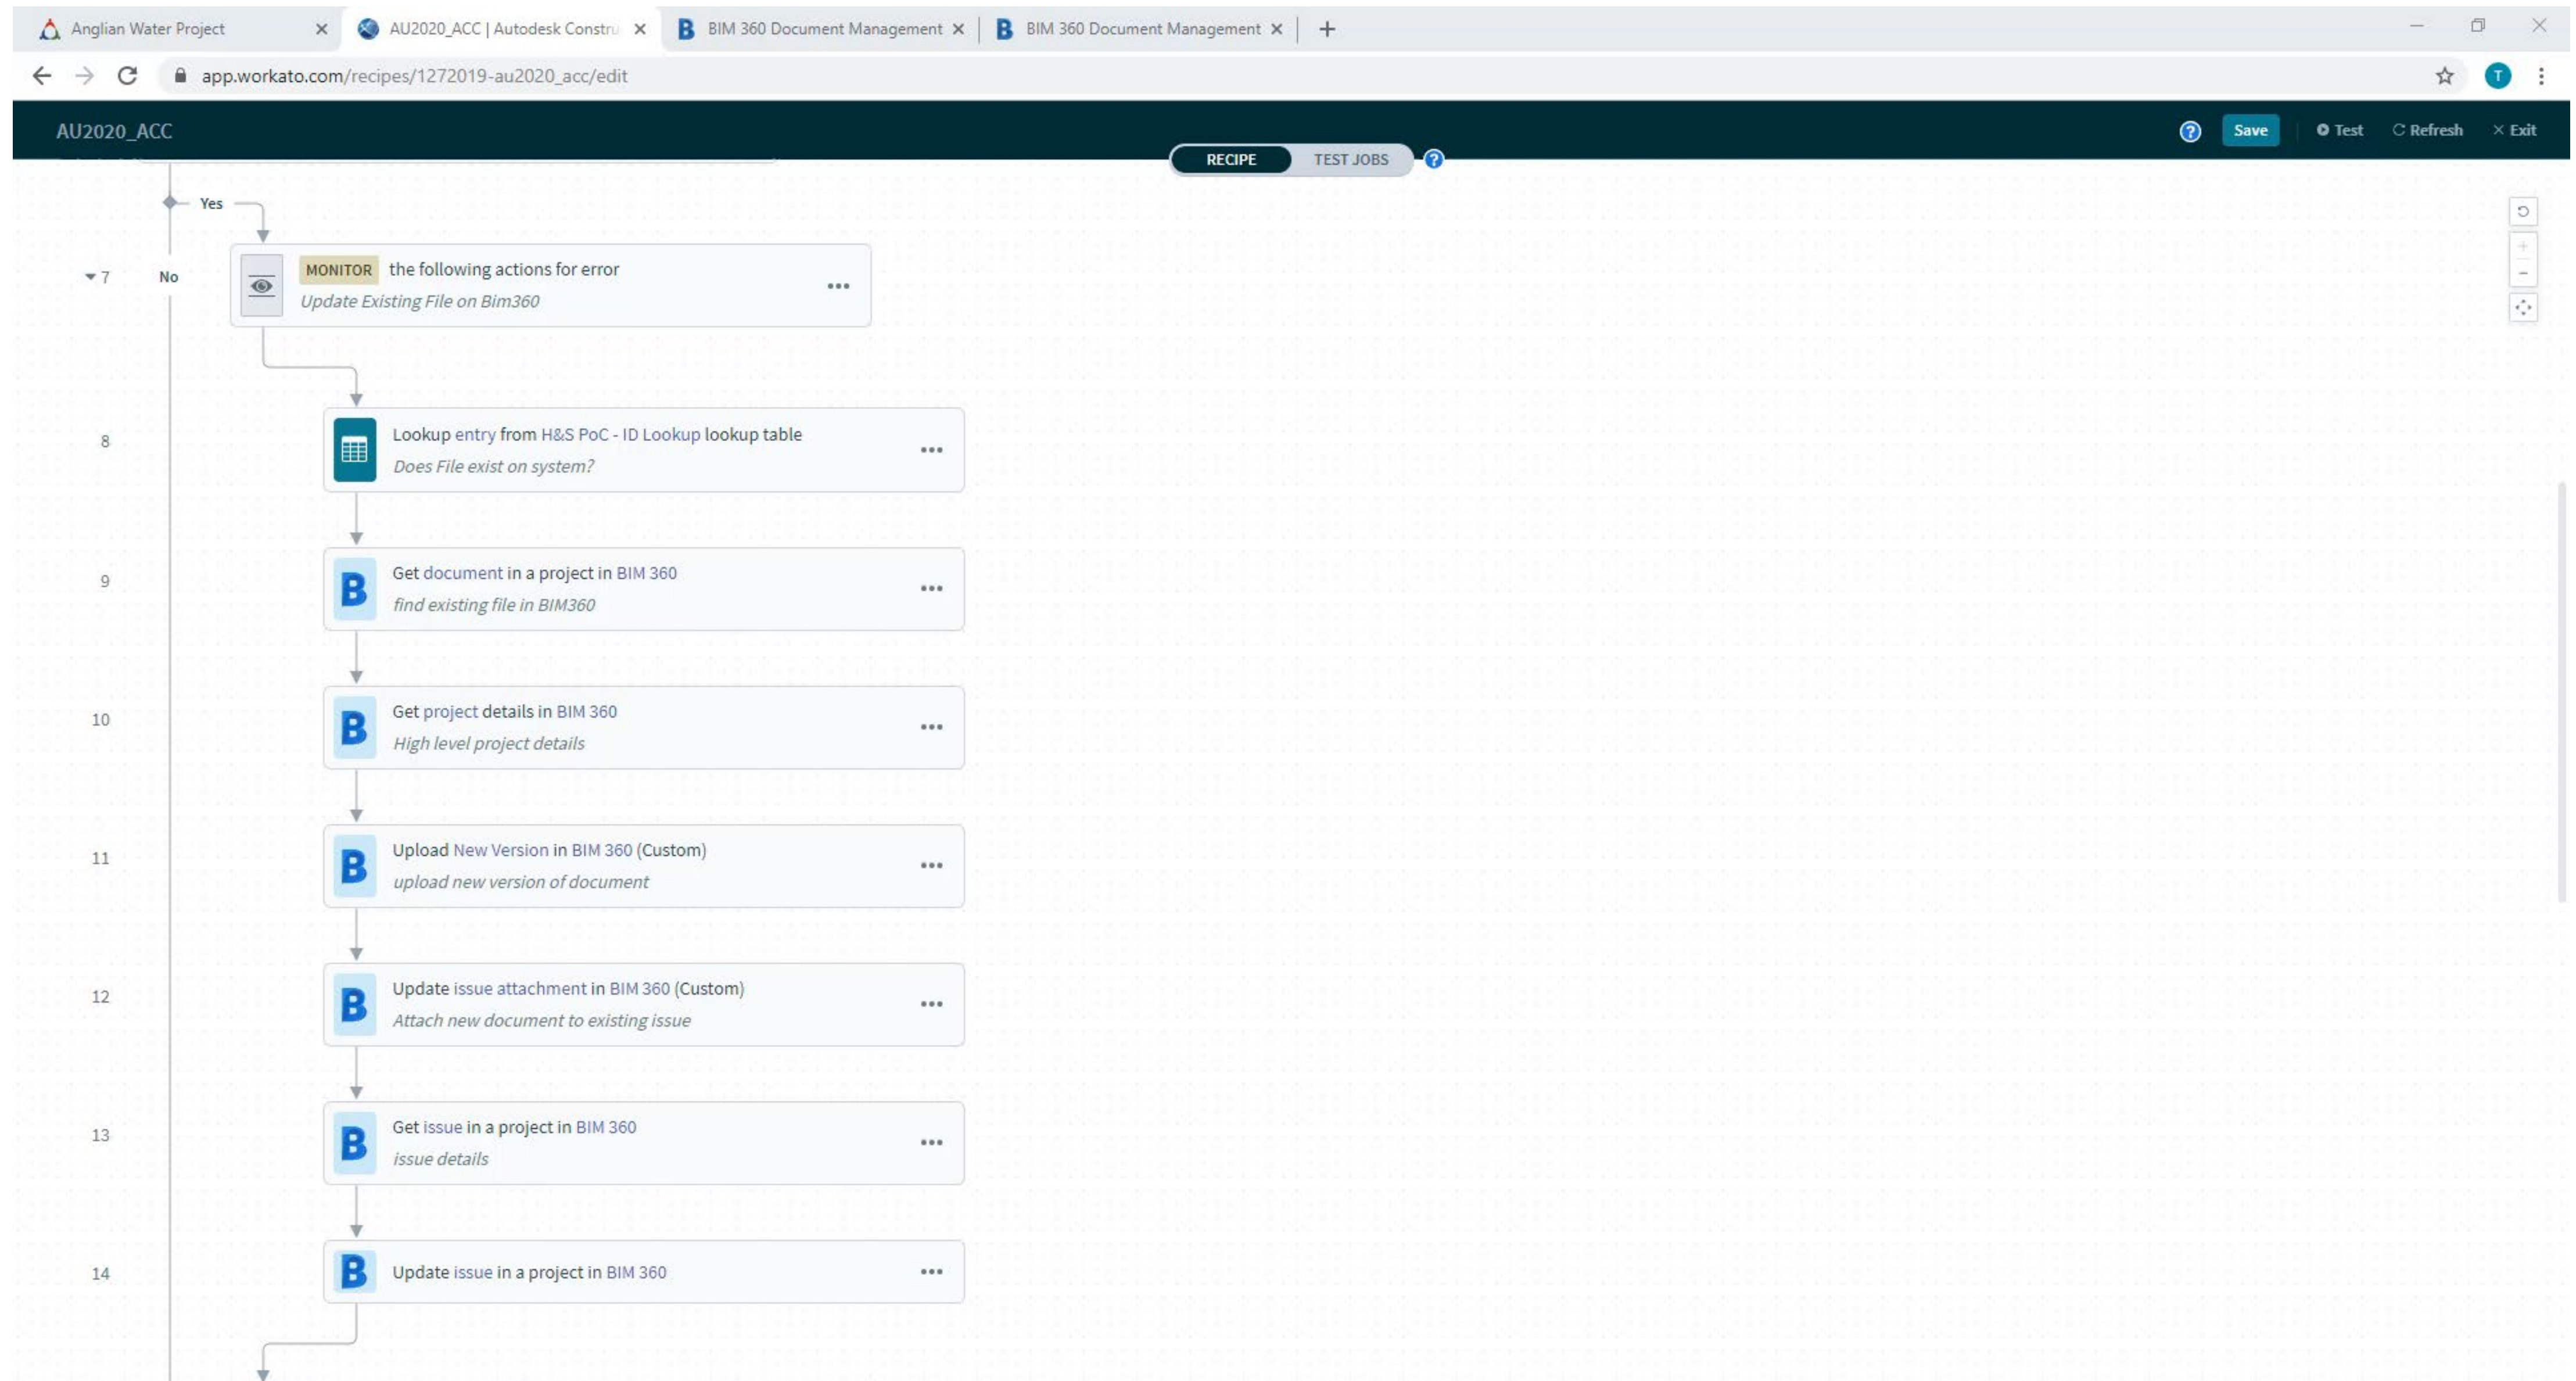 Anglian Water Project
AU2020_ACC | Autodesk Constru
BIM 360 Document Management
BIM 360 Document Management
app.workato.com/recipes/1272019-au2020_acc/edit
T
AU2020_ACC
Save
Test
Refresh
Exit
RECIPE
TEST JOBS
Yes
7
No
MONITOR the following actions for error
Update Existing File on Bim360
8
Lookup entry from H&S PoC - ID Lookup lookup table
Does File exist on system?
9
B
Get document in a project in BIM 360
find existing file in BIM360
10
B
Get project details in BIM 360
High level project details
11
B
Upload New Version in BIM 360 (Custom)
upload new version of document
12
B
Update issue attachment in BIM 360 (Custom)
Attach new document to existing issue
13
B
Get issue in a project in BIM 360
issue details
14
B
Update issue in a project in BIM 360